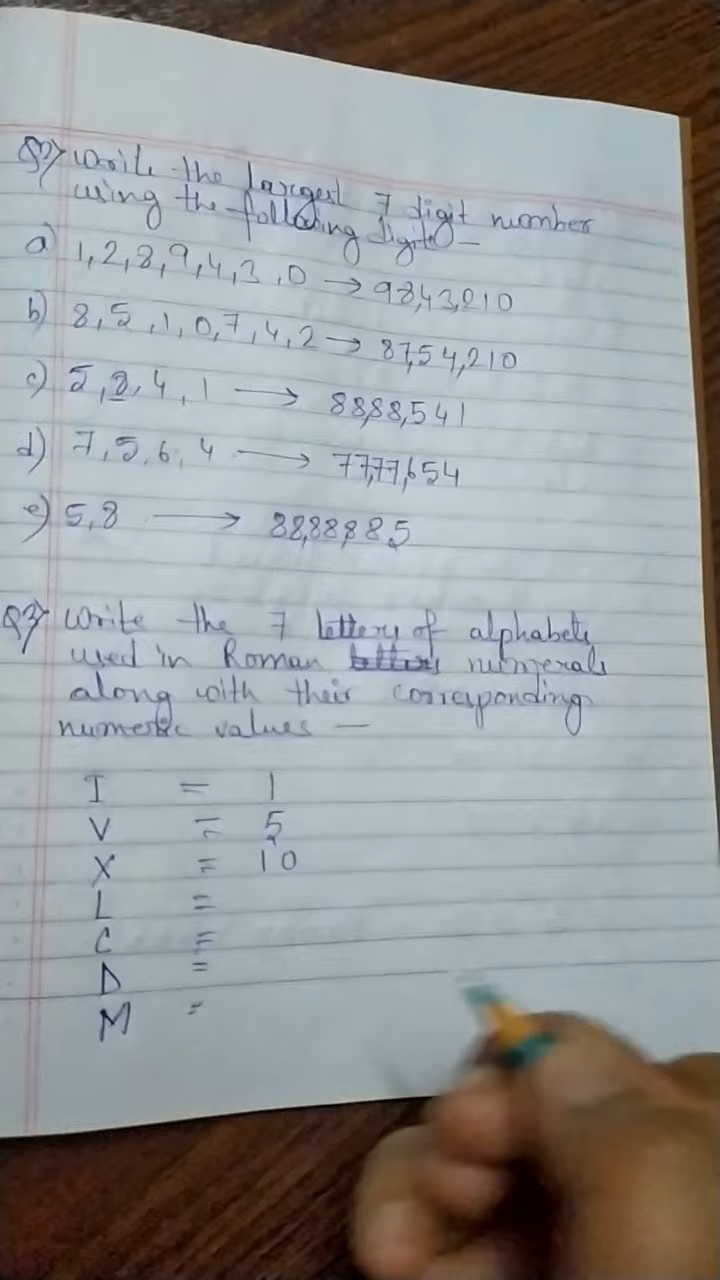 Q2) Write the largest 7 digit number
using the following digits -
a) 1,2,8,9,4,3,0 → 98,43,210
b) 8,5,1,0,7,4,2 → 87,54,210
c) 5,8,4,1 → 88,88,541
d) 7,5,6,4 → 77,77,654
e) 5,8 → 88,88,885
Q3) Write the 7 letters of alphabets
used in Roman letters numerals
along with their corresponding
numeric values —
I = 1
V = 5
X = 10
L =
C =
D =
M =